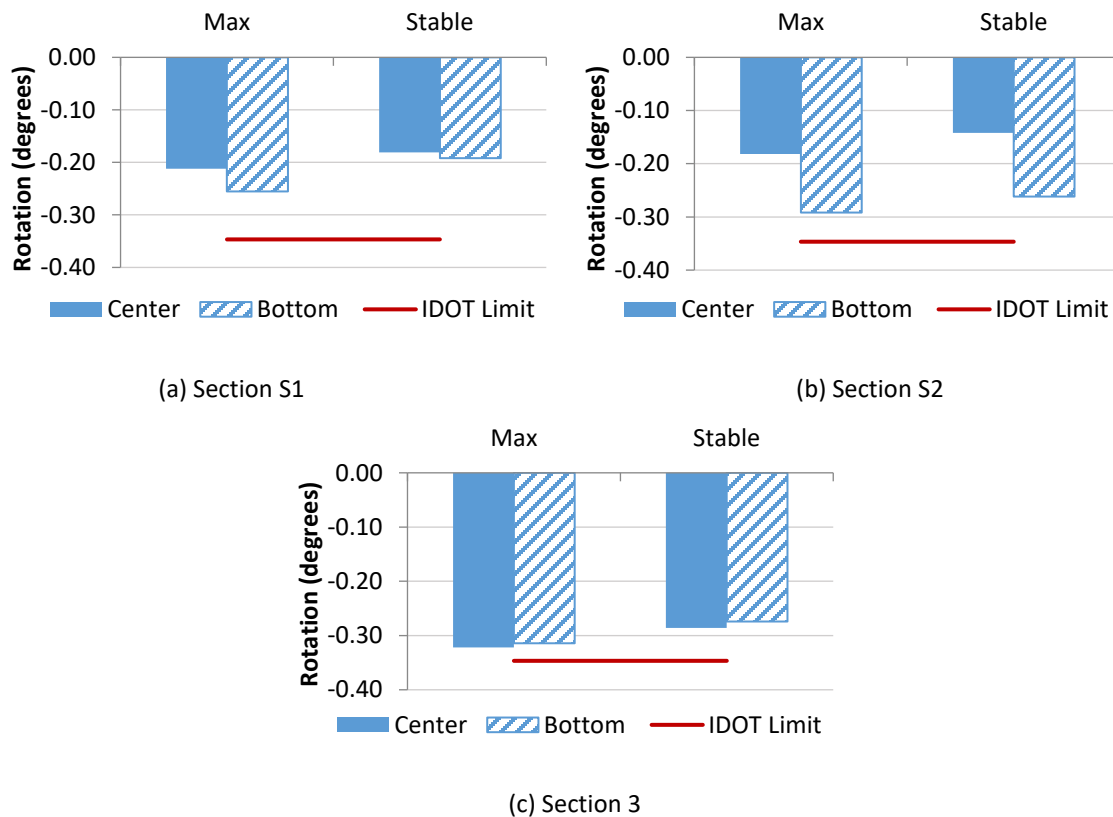 Max Stable
0.00
-0.10
-0.20
-0.30
-0.40
Rotation (degrees)
Center Bottom IDOT Limit
(a) Section S1
Max Stable
0.00
-0.10
-0.20
-0.30
-0.40
Rotation (degrees)
Center Bottom IDOT Limit
(b) Section S2
Max Stable
0.00
-0.10
-0.20
-0.30
-0.40
Rotation (degrees)
Center Bottom IDOT Limit
(c) Section 3